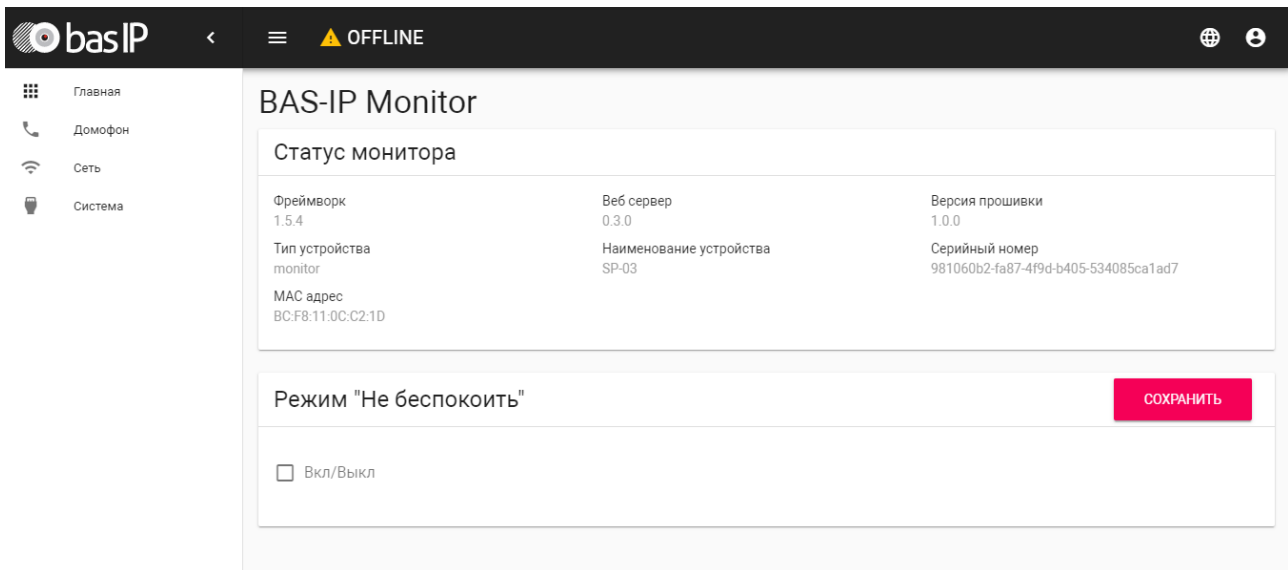 bas IP
OFFLINE
Главная
Домофон
Сеть
Система
BAS-IP Monitor
Статус монитора
Фреймворк
1.5.4
Веб сервер
0.3.0
Версия прошивки
1.0.0
Тип устройства
monitor
Наименование устройства
SP-03
Серийный номер
981060b2-fa87-4f9d-b405-534085ca1ad7
MAC адрес
BC:F8:11:0C:C2:1D
Режим "Не беспокоить"
СОХРАНИТЬ
Вкл/Выкл